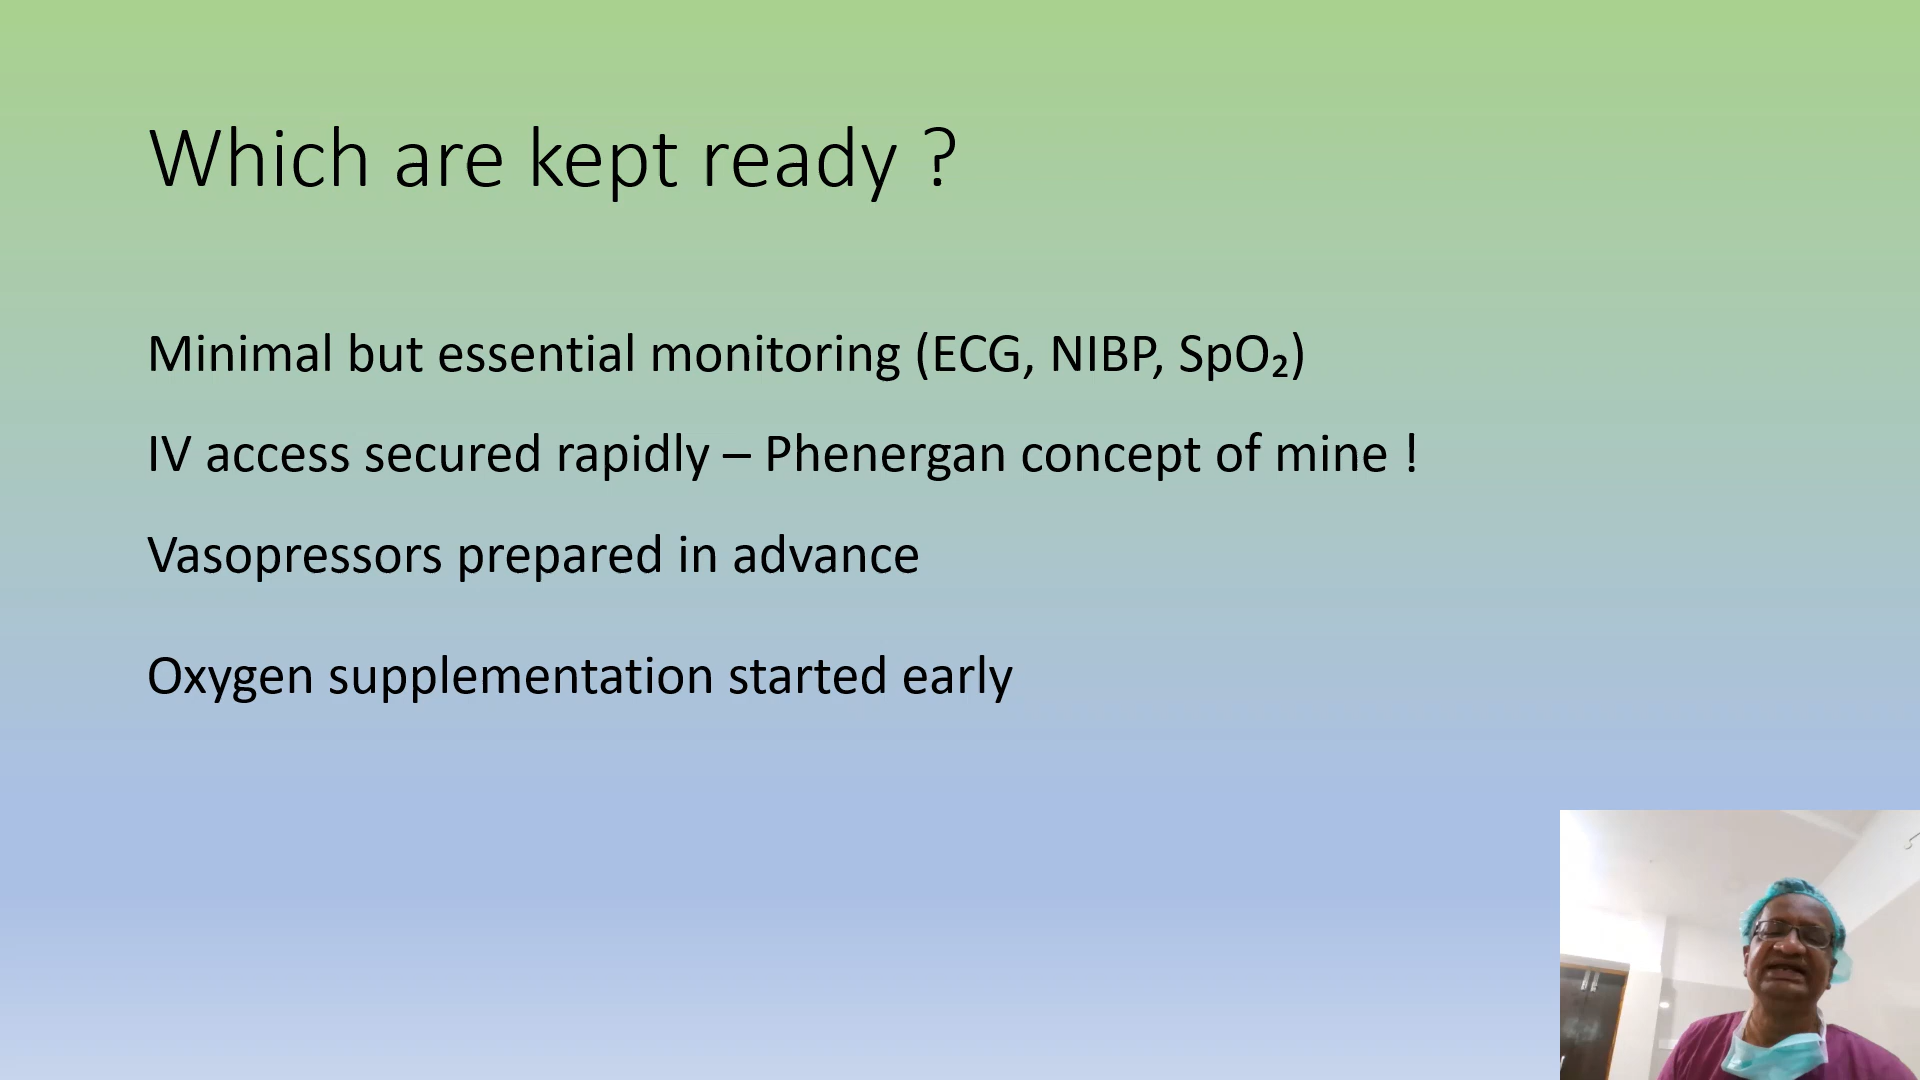 Which are kept ready ?
Minimal but essential monitoring (ECG, NIBP, SpO₂)
IV access secured rapidly – Phenergan concept of mine !
Vasopressors prepared in advance
Oxygen supplementation started early